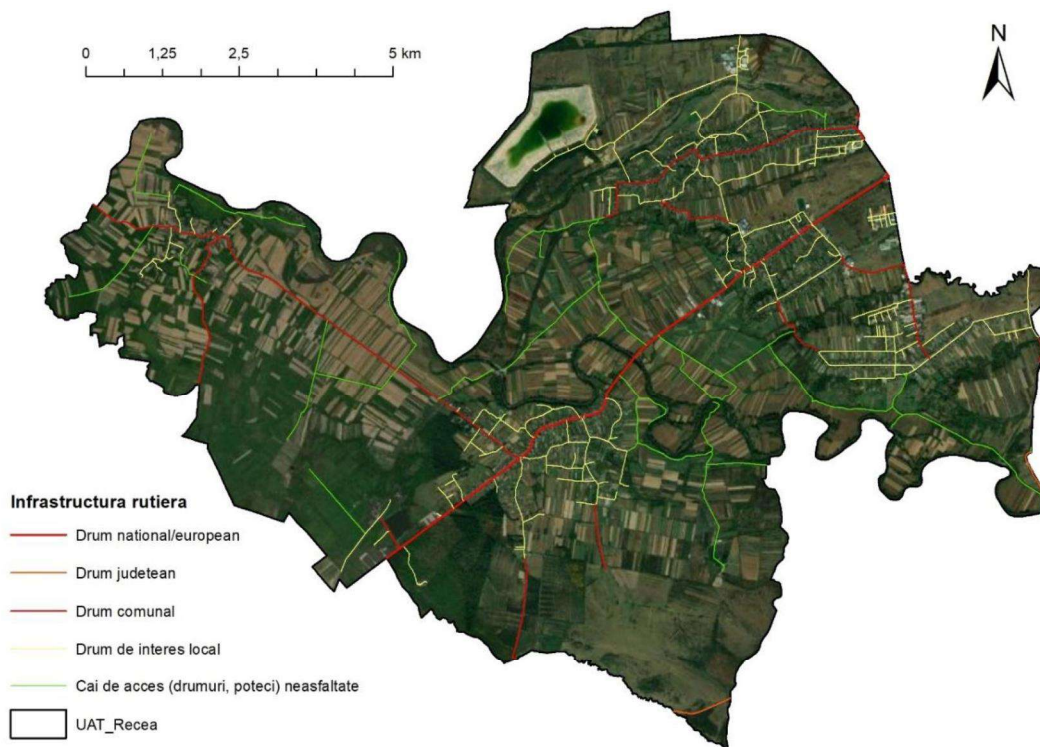 0 1,25 2,5 5 km
N
Infrastructura rutiera
Drum national/european
Drum judetean
Drum comunal
Drum de interes local
Cai de acces (drumuri, poteci) neasfaltate
UAT_Recea